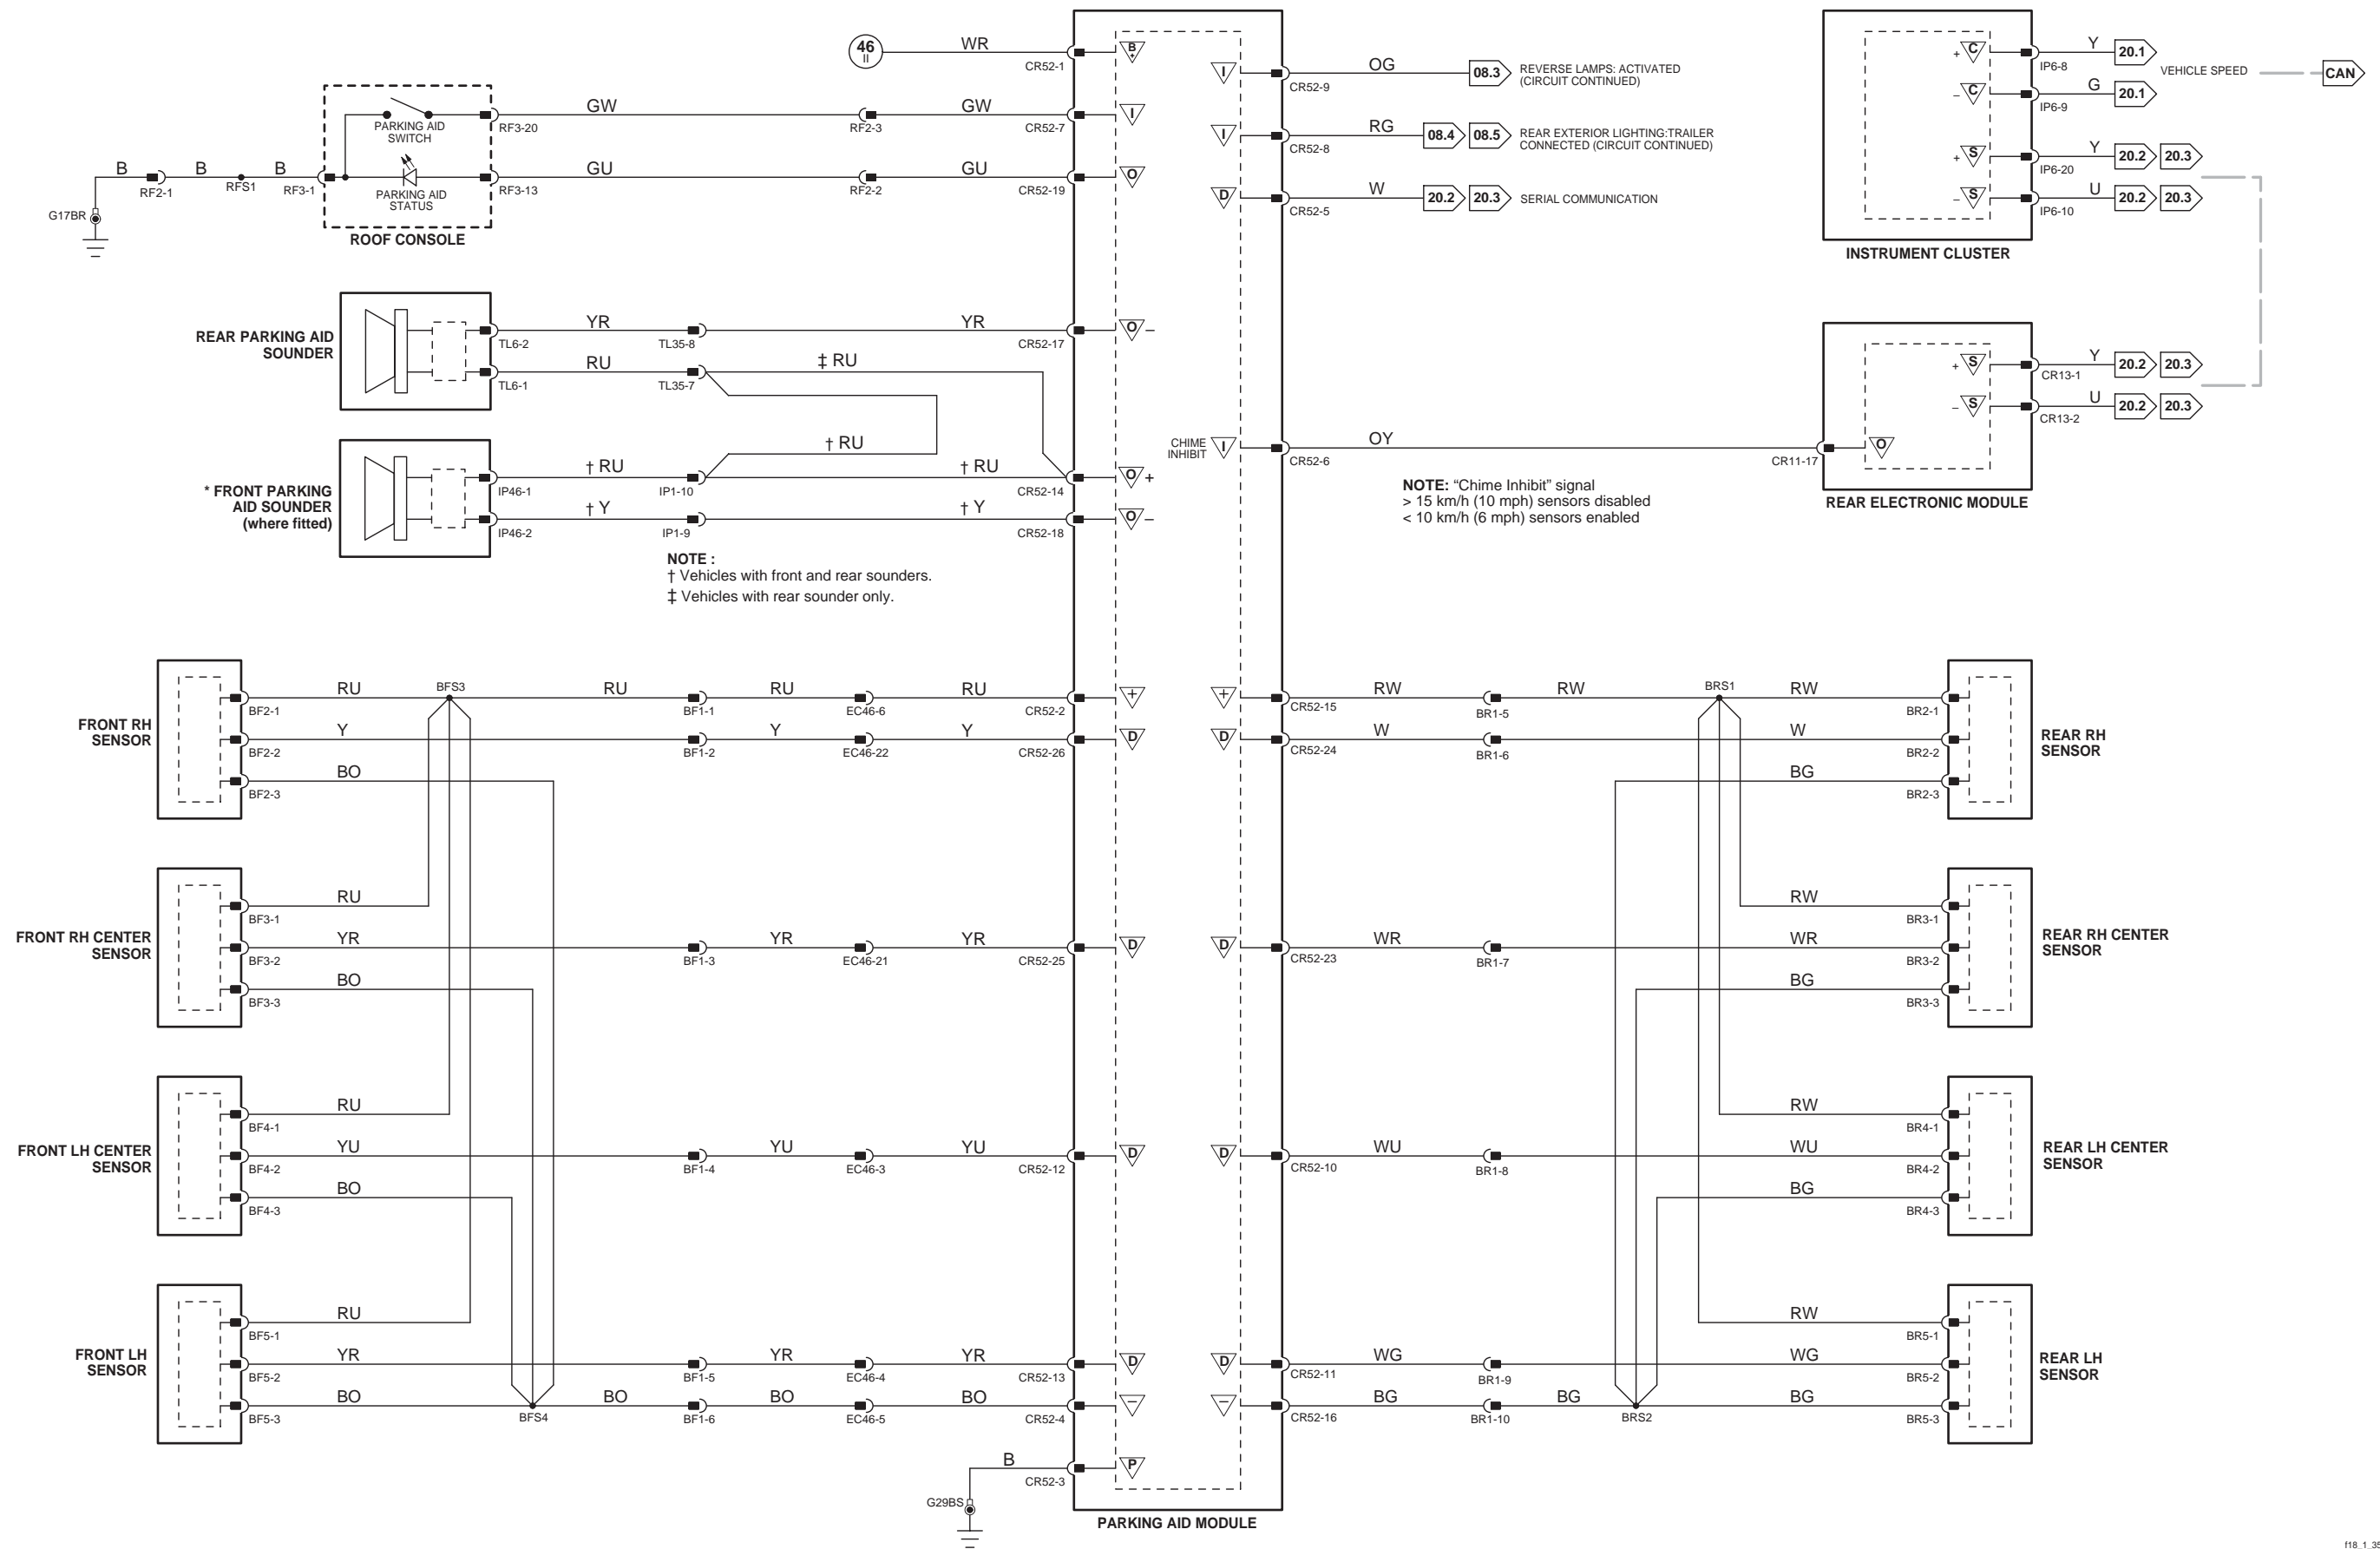 46
II
WR
CR52-1
B
+
I
OG
CR52-9
08.3
REVERSE LAMPS: ACTIVATED
(CIRCUIT CONTINUED)
C
+
Y
IP6-8
20.1
VEHICLE SPEED
CAN
C
–
G
IP6-9
20.1
PARKING AID
SWITCH
RF3-20
GW
RF2-3
GW
CR52-7
I
I
RG
CR52-8
08.4
08.5
REAR EXTERIOR LIGHTING:TRAILER
CONNECTED (CIRCUIT CONTINUED)
S
+
Y
IP6-20
20.2
20.3
G17BR
B
RF2-1
B
RFS1
B
RF3-1
PARKING AID
STATUS
RF3-13
GU
RF2-2
GU
CR52-19
O
D
W
CR52-5
20.2
20.3
SERIAL COMMUNICATION
S
–
U
IP6-10
20.2
20.3
ROOF CONSOLE
INSTRUMENT CLUSTER
REAR PARKING AID
SOUNDER
TL6-2
YR
TL35-8
YR
CR52-17
O
–
TL6-1
RU
TL35-7
‡ RU
S
+
Y
CR13-1
20.2
20.3
S
–
U
CR13-2
20.2
20.3
† RU
CHIME
INHIBIT
I
OY
CR52-6
CR11-17
O
REAR ELECTRONIC MODULE
* FRONT PARKING
AID SOUNDER
(where fitted)
IP46-1
† RU
IP1-10
† RU
CR52-14
O
+
IP46-2
† Y
IP1-9
† Y
CR52-18
O
–
NOTE: “Chime Inhibit” signal
> 15 km/h (10 mph) sensors disabled
< 10 km/h (6 mph) sensors enabled
NOTE :
† Vehicles with front and rear sounders.
‡ Vehicles with rear sounder only.
FRONT RH
SENSOR
BF2-1
RU
BFS3
RU
BF1-1
RU
EC46-6
RU
CR52-2
+
+
RW
CR52-15
BR1-5
RW
BRS1
RW
BR2-1
REAR RH
SENSOR
BF2-2
Y
BF1-2
Y
EC46-22
Y
CR52-26
D
D
W
CR52-24
BR1-6
W
BR2-2
BF2-3
BO
BG
BR2-3
FRONT RH CENTER
SENSOR
BF3-1
RU
RW
BR3-1
REAR RH CENTER
SENSOR
BF3-2
YR
BF1-3
YR
EC46-21
YR
CR52-25
D
D
WR
CR52-23
BR1-7
WR
BR3-2
BF3-3
BO
BG
BR3-3
FRONT LH CENTER
SENSOR
BF4-1
RU
RW
BR4-1
REAR LH CENTER
SENSOR
BF4-2
YU
BF1-4
YU
EC46-3
YU
CR52-12
D
D
WU
CR52-10
BR1-8
WU
BR4-2
BF4-3
BO
BG
BR4-3
FRONT LH
SENSOR
BF5-1
RU
RW
BR5-1
REAR LH
SENSOR
BF5-2
YR
BF1-5
YR
EC46-4
YR
CR52-13
D
D
WG
CR52-11
BR1-9
WG
BR5-2
BF5-3
BO
BFS4
BO
BF1-6
BO
EC46-5
BO
CR52-4
–
–
BG
CR52-16
BR1-10
BG
BRS2
BG
BR5-3
B
CR52-3
P
G29BS
PARKING AID MODULE
f18_1_35